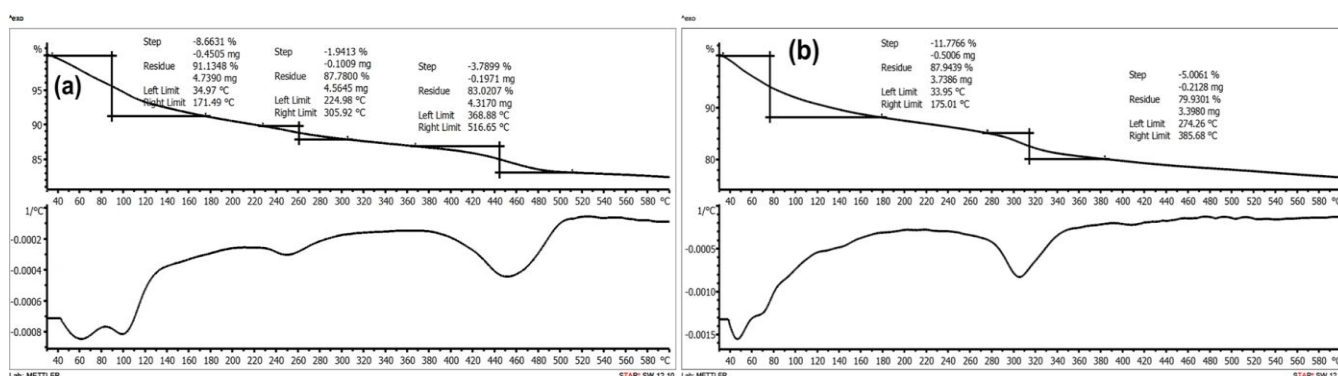 ^exo
%
(a)
95
90
85
Step -8.6631 %
-0.4505 mg
Residue 91.1348 %
4.7390 mg
Left Limit 34.97 °C
Right Limit 171.49 °C
Step -1.9413 %
-0.1009 mg
Residue 87.7800 %
4.5645 mg
Left Limit 224.98 °C
Right Limit 305.92 °C
Step -3.7899 %
-0.1971 mg
Residue 83.0207 %
4.3170 mg
Left Limit 368.88 °C
Right Limit 516.65 °C
40 60 80 100 120 140 160 180 200 220 240 260 280 300 320 340 360 380 400 420 440 460 480 500 520 540 560 580 °C
1/°C
-0.0002
-0.0004
-0.0006
-0.0008
40 60 80 100 120 140 160 180 200 220 240 260 280 300 320 340 360 380 400 420 440 460 480 500 520 540 560 580 °C
Lab: METTLER STAR® SW 12.10
^exo
%
(b)
90
80
Step -11.7766 %
-0.5006 mg
Residue 87.9439 %
3.7386 mg
Left Limit 33.95 °C
Right Limit 175.01 °C
Step -5.0061 %
-0.2128 mg
Residue 79.9301 %
3.3980 mg
Left Limit 274.26 °C
Right Limit 385.68 °C
40 60 80 100 120 140 160 180 200 220 240 260 280 300 320 340 360 380 400 420 440 460 480 500 520 540 560 580 °C
1/°C
-0.0005
-0.0010
-0.0015
40 60 80 100 120 140 160 180 200 220 240 260 280 300 320 340 360 380 400 420 440 460 480 500 520 540 560 580 °C
Lab: METTLER